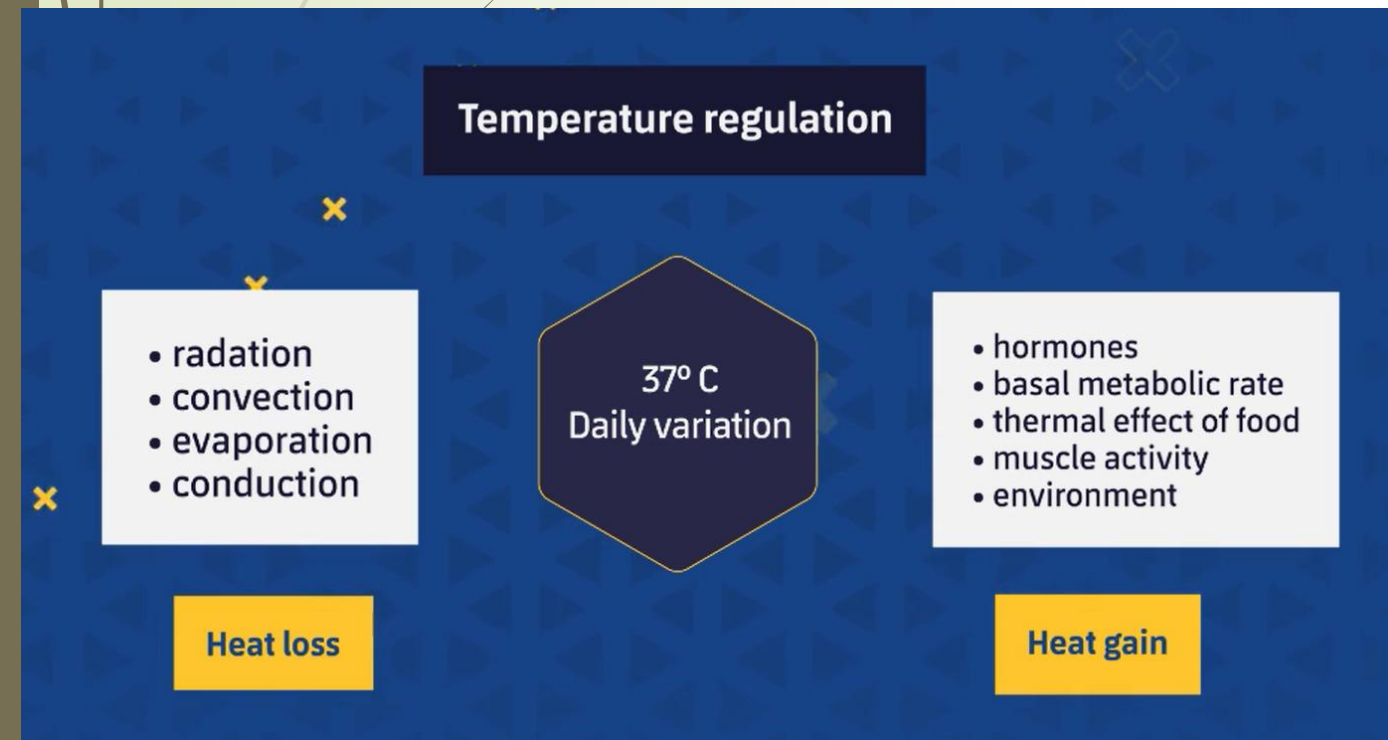 Temperature regulation
• radation
• convection
• evaporation
• conduction
Heat loss
37º C
Daily variation
• hormones
• basal metabolic rate
• thermal effect of food
• muscle activity
• environment
Heat gain